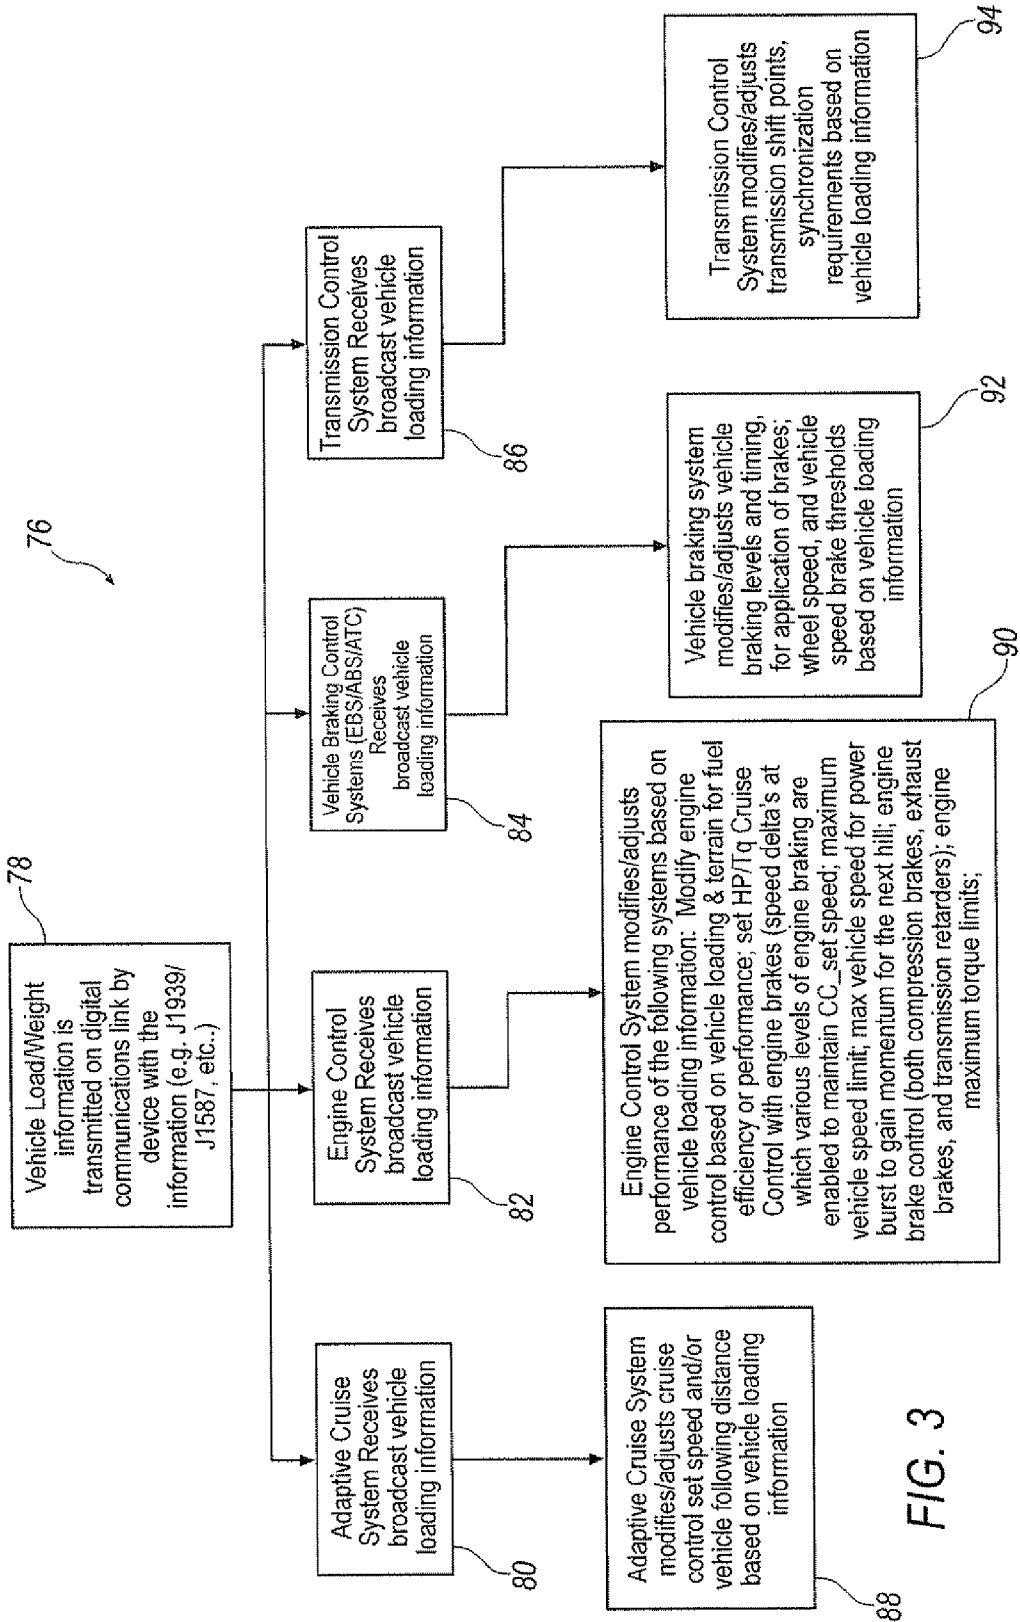 76
78
Vehicle Load/Weight
information is
transmitted on digital
communications link by
device with the
information (e.g. J1939/
J1587, etc..)
Adaptive Cruise
System Receives
broadcast vehicle
loading information
80
Engine Control
System Receives
broadcast vehicle
loading information
82
Vehicle Braking Control
Systems (EBS/ABS/ATC)
Receives
broadcast vehicle
loading information
84
Transmission Control
System Receives
broadcast vehicle
loading information
86
Adaptive Cruise System
modifies/adjusts cruise
control set speed and/or
vehicle following distance
based on vehicle loading
information
88
Engine Control System modifies/adjusts
performance of the following systems based on
vehicle loading information: Modify engine
control based on vehicle loading & terrain for fuel
efficiency or performance; set HP/Tq Cruise
Control with engine brakes (speed delta's at
which various levels of engine braking are
enabled to maintain CC_set speed; maximum
vehicle speed limit; max vehicle speed for power
burst to gain momentum for the next hill; engine
brake control (both compression brakes, exhaust
brakes, and transmission retarders); engine
maximum torque limits;
90
Vehicle braking system
modifies/adjusts vehicle
braking levels and timing,
for application of brakes;
wheel speed, and vehicle
speed brake thresholds
based on vehicle loading
information
92
Transmission Control
System modifies/adjusts
transmission shift points,
synchronization
requirements based on
vehicle loading information
94
FIG. 3